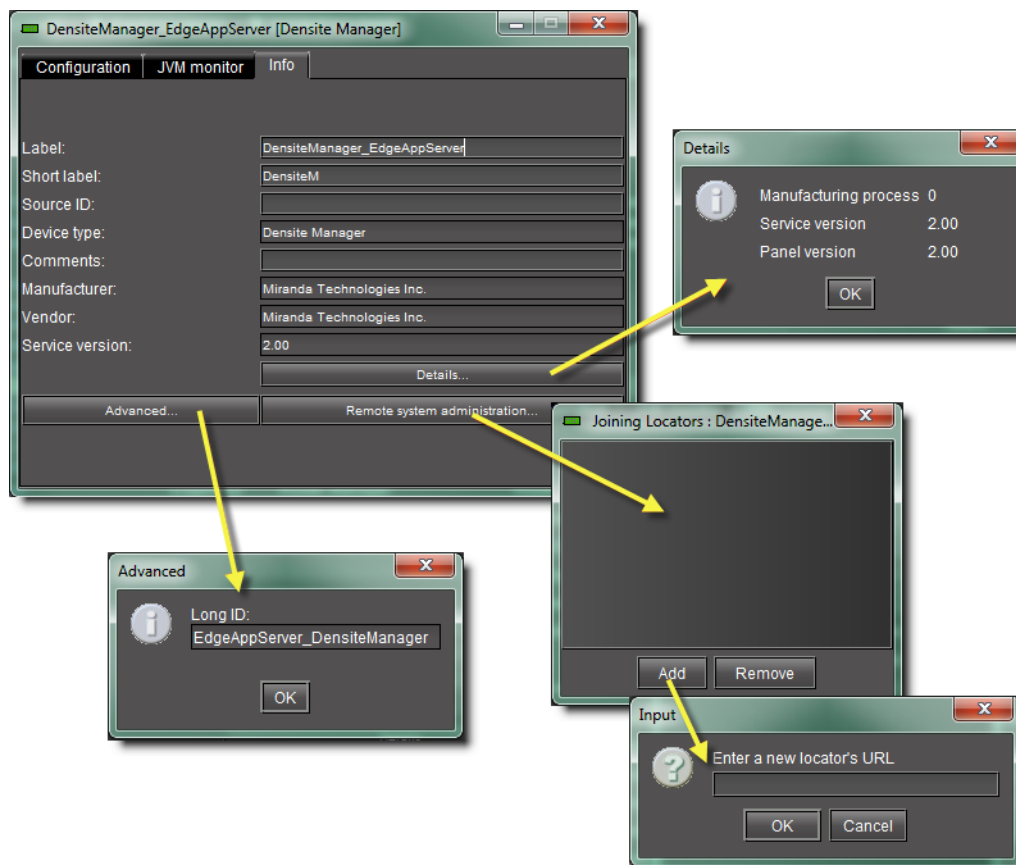 DensiteManager_EdgeAppServer [Densite Manager]
Configuration JVM monitor Info
Label: DensiteManager_EdgeAppServer
Short label: DensiteM
Source ID:
Device type: Densite Manager
Comments:
Manufacturer: Miranda Technologies Inc.
Vendor: Miranda Technologies Inc.
Service version: 2.00
Details...
Advanced... Remote system administration...
Details
Manufacturing process 0
Service version 2.00
Panel version 2.00
OK
Joining Locators : DensiteManage...
Add Remove
Advanced
Long ID:
EdgeAppServer_DensiteManager
OK
Input
Enter a new locator's URL
OK Cancel